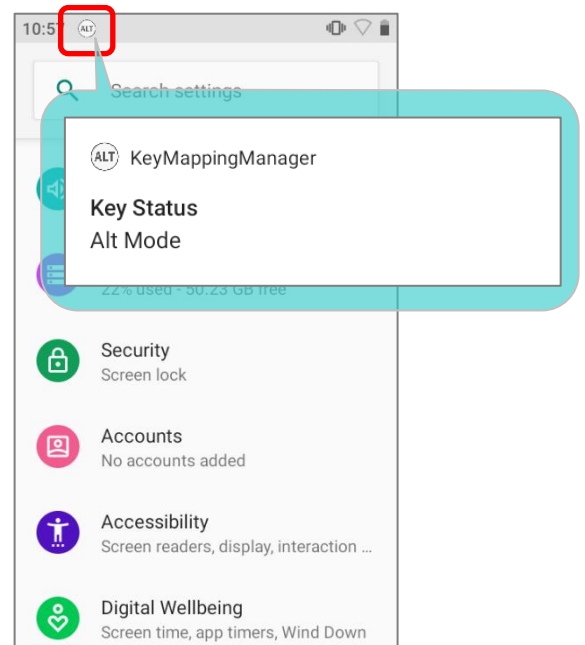 10:57 ALT
Search settings
ALT KeyMappingManager
Key Status
Alt Mode
22% used - 50.23 GB free
Security
Screen lock
Accounts
No accounts added
Accessibility
Screen readers, display, interaction ...
Digital Wellbeing
Screen time, app timers, Wind Down